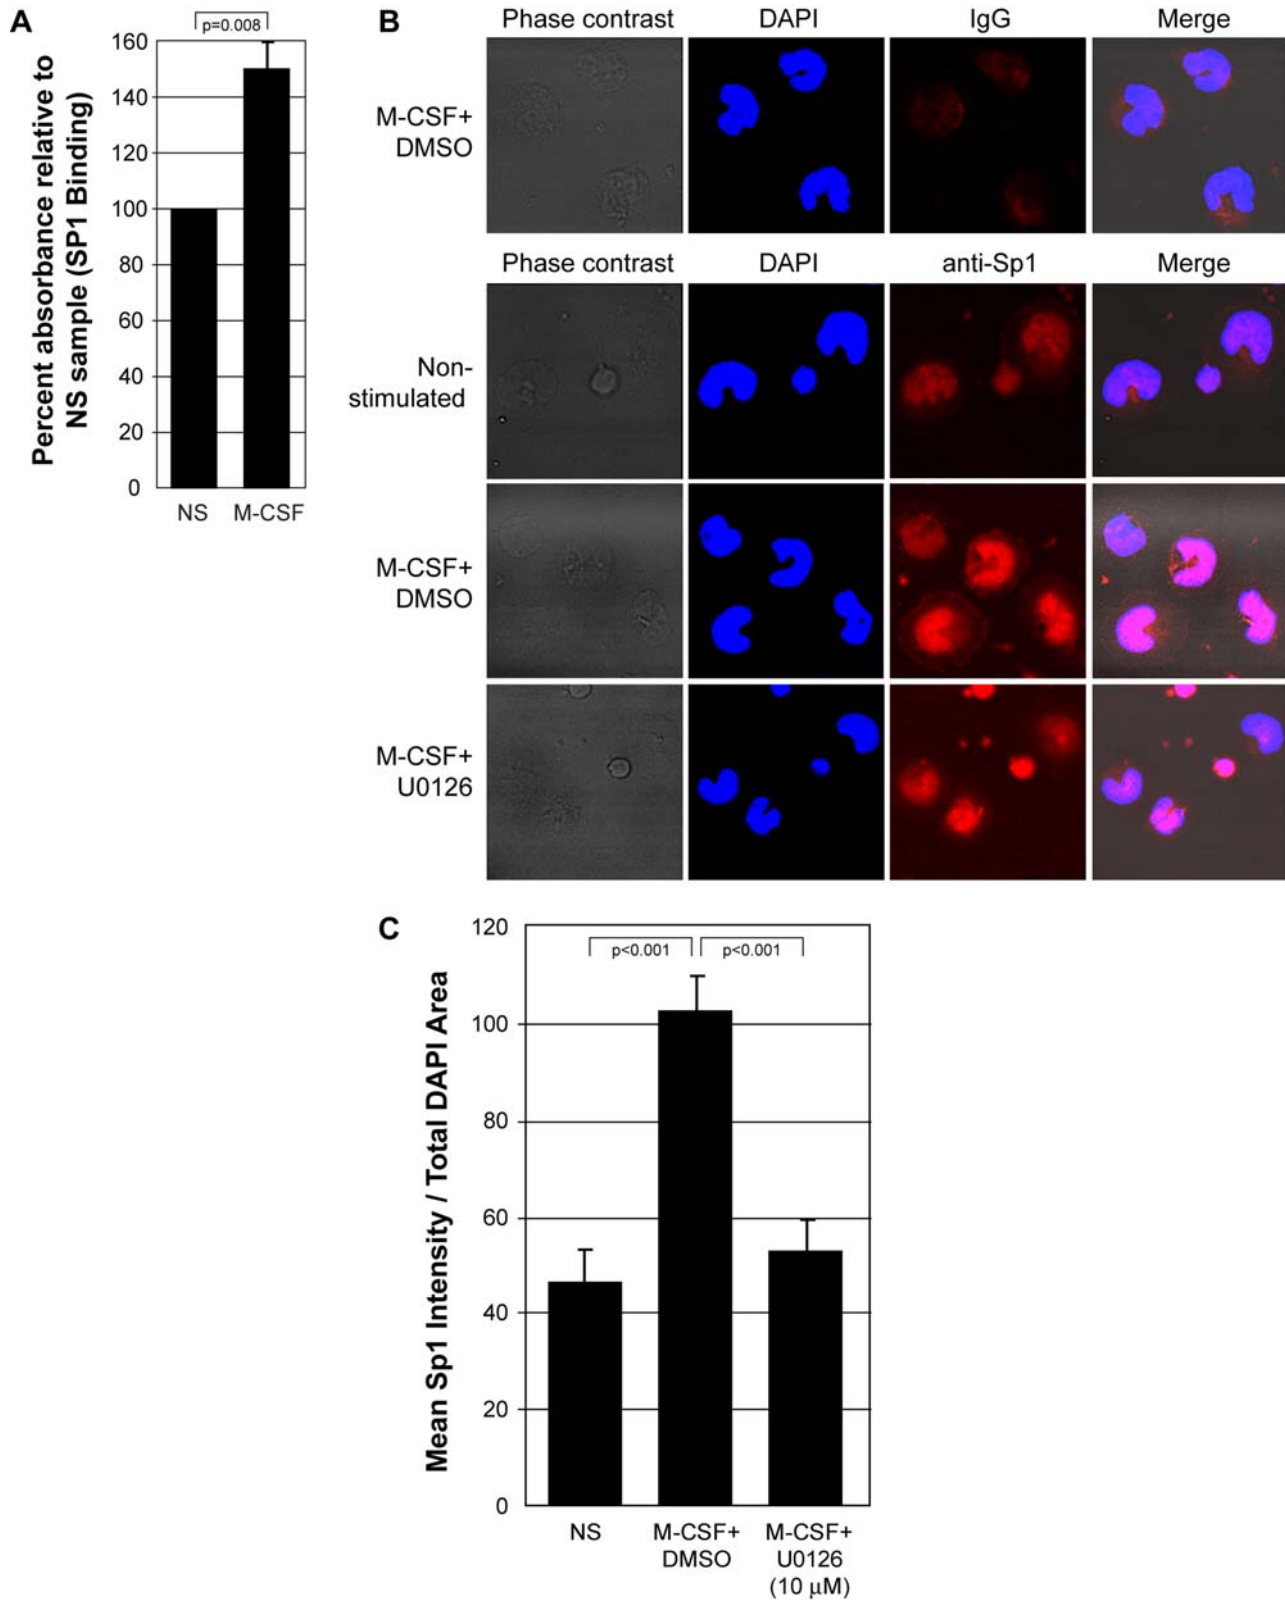 A
p=0.008
Percent absorbance relative to
NS sample (SP1 Binding)
160
140
120
100
80
60
40
20
0
NS M-CSF
B
Phase contrast DAPI IgG Merge
M-CSF+
DMSO
Phase contrast DAPI anti-Sp1 Merge
Non-
stimulated
M-CSF+
DMSO
M-CSF+
U0126
C
Mean Sp1 Intensity / Total DAPI Area
120
100
80
60
40
20
0
p<0.001 p<0.001
NS M-CSF+ M-CSF+
DMSO U0126
(10 μM)